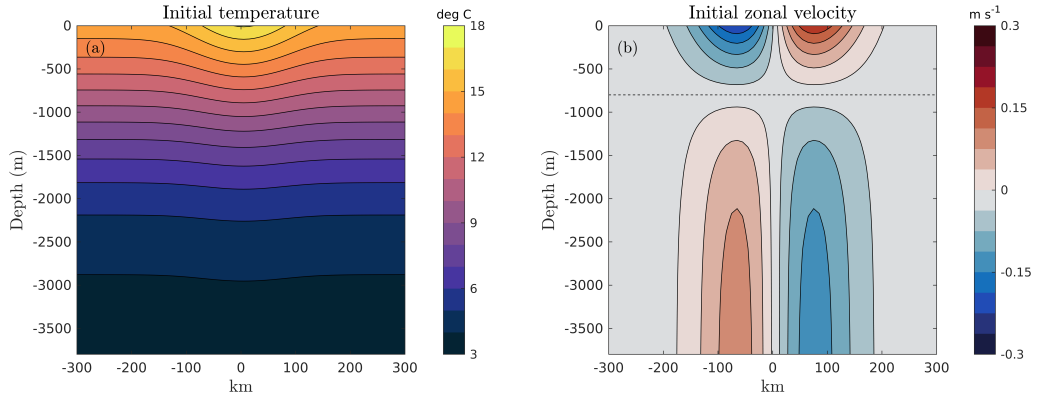 Initial temperature
deg C
(a)
0
-500
-1000
-1500
-2000
-2500
-3000
-3500
Depth (m)
-300 -200 -100 0 100 200 300
km
18
15
12
9
6
3
Initial zonal velocity
m s-1
(b)
0
-500
-1000
-1500
-2000
-2500
-3000
-3500
Depth (m)
-300 -200 -100 0 100 200 300
km
0.3
0.15
0
-0.15
-0.3